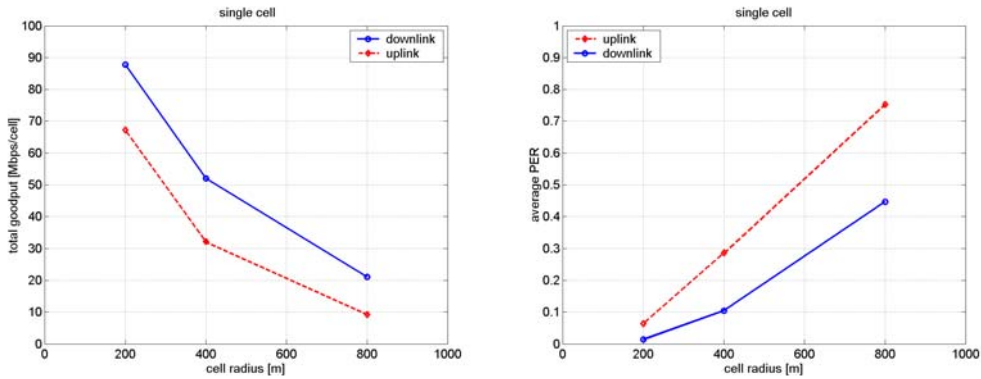 single cell
100
90
80
70
60
50
40
30
20
10
0
total goodput [Mbps/cell]
downlink
uplink
0 200 400 600 800 1000
cell radius [m]
single cell
1
0.9
0.8
0.7
0.6
0.5
0.4
0.3
0.2
0.1
0
average PER
uplink
downlink
0 200 400 600 800 1000
cell radius [m]